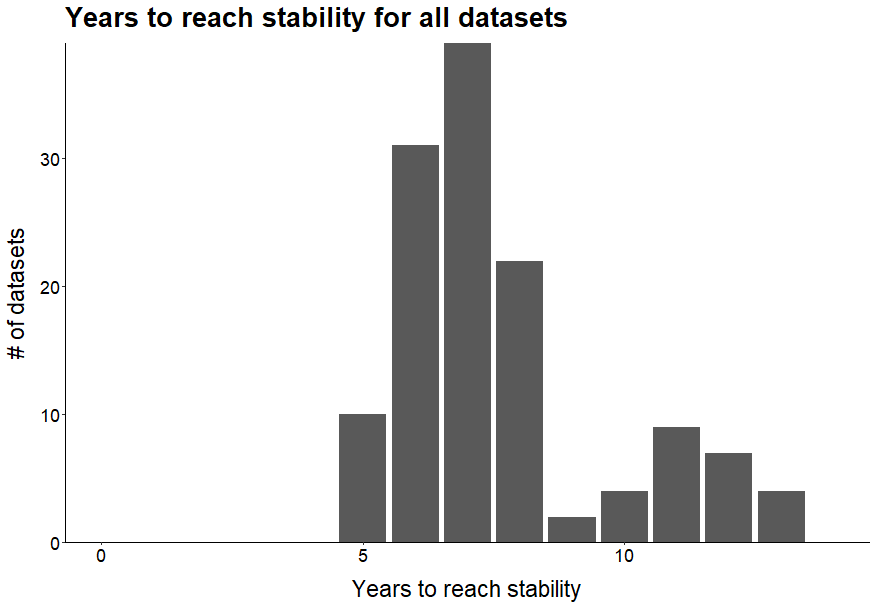 Years to reach stability for all datasets
# of datasets
30
20
10
0
0 5 10
Years to reach stability